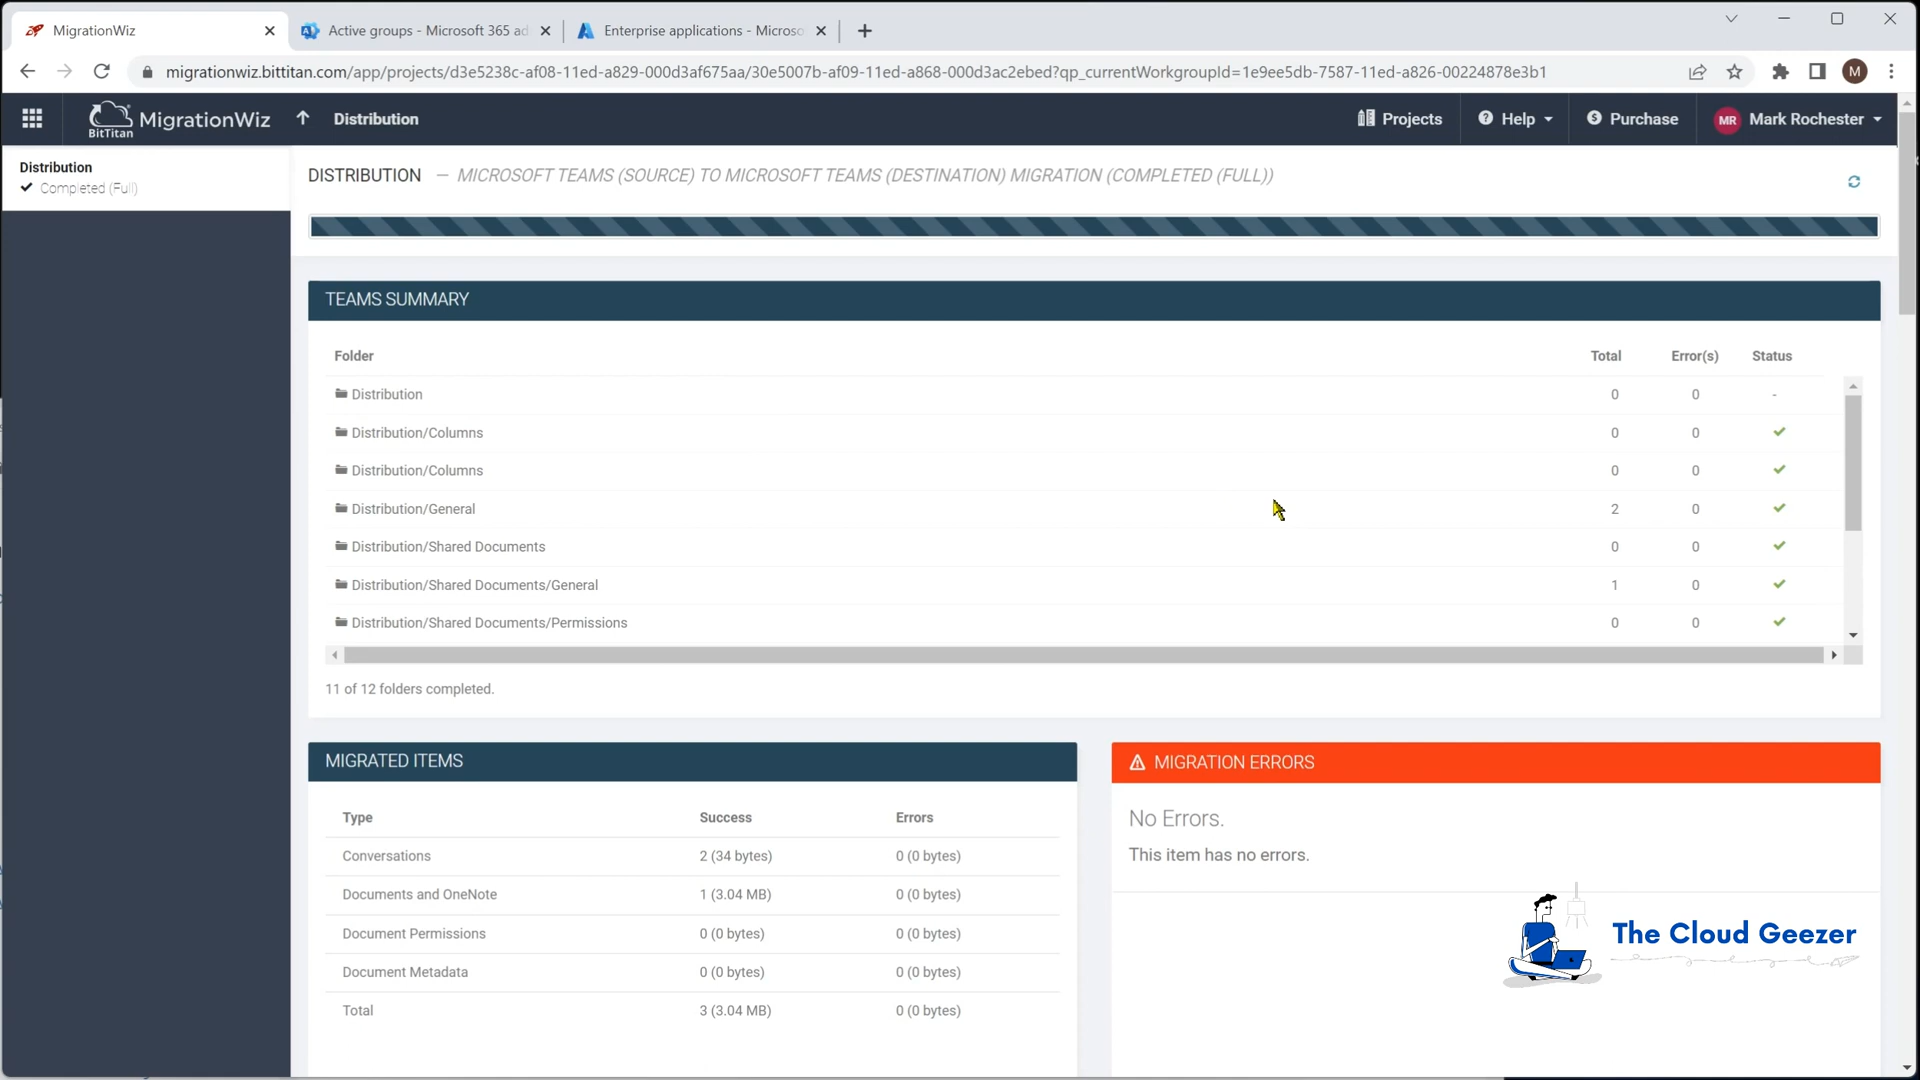 MigrationWiz
Active groups - Microsoft 365 ad
Enterprise applications - Microso
migrationwiz.bittitan.com/app/projects/d3e5238c-af08-11ed-a829-000d3af675aa/30e5007b-af09-11ed-a868-000d3ac2ebed?qp_currentWorkgroupId=1e9ee5db-7587-11ed-a826-00224878e3b1
M
BitTitan MigrationWiz
Distribution
Projects
Help
Purchase
MR
Mark Rochester
Distribution
Completed (Full)
DISTRIBUTION — MICROSOFT TEAMS (SOURCE) TO MICROSOFT TEAMS (DESTINATION) MIGRATION (COMPLETED (FULL))
TEAMS SUMMARY
Folder Total Error(s) Status
Distribution 0 0 -
Distribution/Columns 0 0
Distribution/Columns 0 0
Distribution/General 2 0
Distribution/Shared Documents 0 0
Distribution/Shared Documents/General 1 0
Distribution/Shared Documents/Permissions 0 0
11 of 12 folders completed.
MIGRATED ITEMS
Type Success Errors
Conversations 2 (34 bytes) 0 (0 bytes)
Documents and OneNote 1 (3.04 MB) 0 (0 bytes)
Document Permissions 0 (0 bytes) 0 (0 bytes)
Document Metadata 0 (0 bytes) 0 (0 bytes)
Total 3 (3.04 MB) 0 (0 bytes)
MIGRATION ERRORS
No Errors.
This item has no errors.
The Cloud Geezer